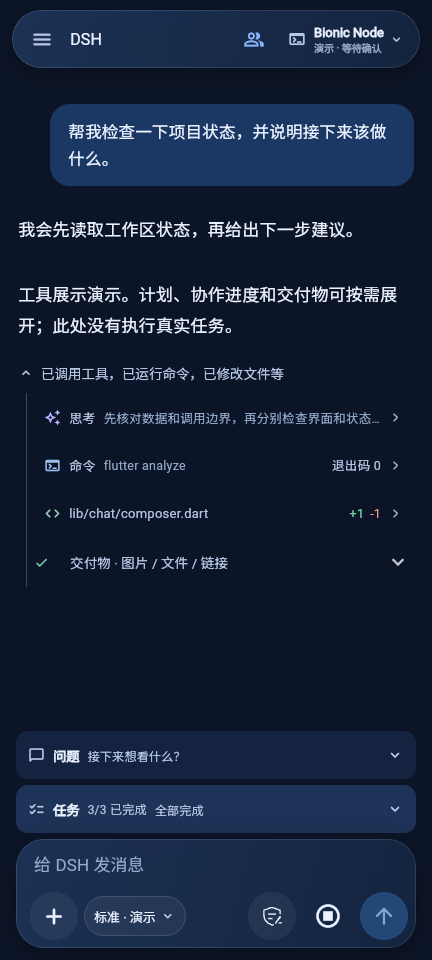 DSH
Bionic Node
演示 · 等待确认
帮我检查一下项目状态，并说明接下来该做
什么。
我会先读取工作区状态，再给出下一步建议。
工具展示演示。计划、协作进度和交付物可按需展
开；此处没有执行真实任务。
已调用工具，已运行命令，已修改文件等
思考 先核对数据和调用边界，再分别检查界面和状态...
命令 flutter analyze 退出码 0
lib/chat/composer.dart +1 -1
交付物 · 图片 / 文件 / 链接
问题 接下来想看什么？
任务 3/3 已完成 全部完成
给 DSH 发消息
标准 · 演示